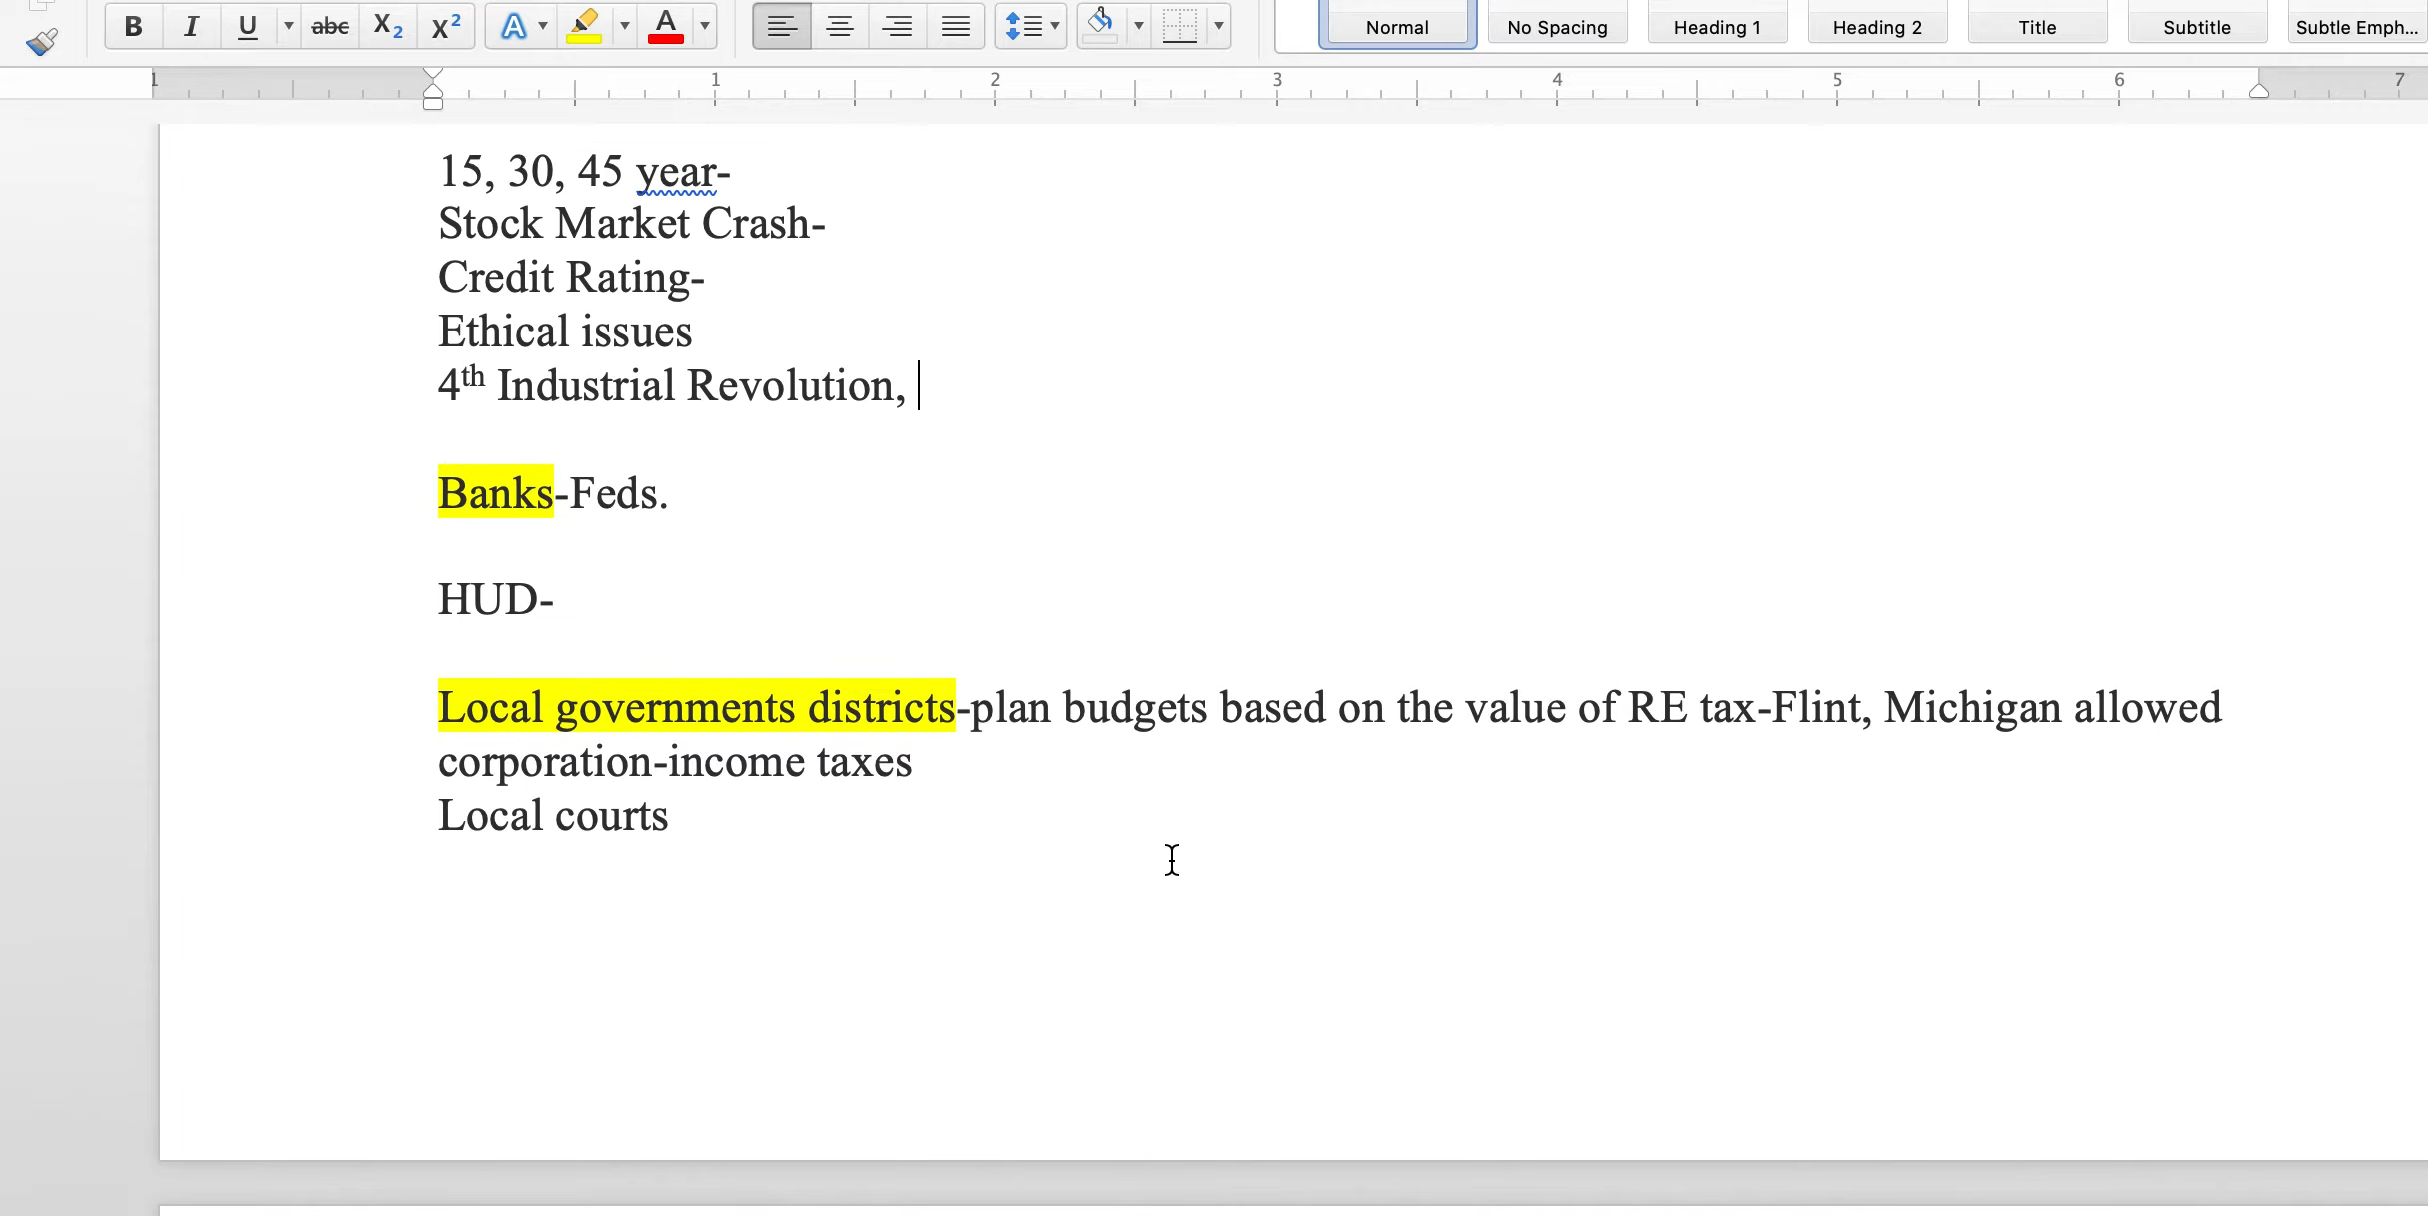 B I U abc X2 X2 A A
Normal No Spacing Heading 1 Heading 2 Title Subtitle Subtle Emph...
1 1 2 3 4 5 6 7
15, 30, 45 year-
Stock Market Crash-
Credit Rating-
Ethical issues
4th Industrial Revolution,
Banks-Feds.
HUD-
Local governments districts-plan budgets based on the value of RE tax-Flint, Michigan allowed
corporation-income taxes
Local courts